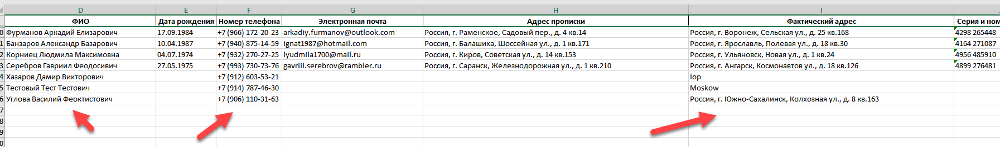 D E F G H I
ФИО Дата рождения Номер телефона Электронная почта Адрес прописки Фактический адрес Серия и ном
0 Фурманов Аркадий Елизарович 17.09.1984 +7 (966) 172-20-23 arkadiy.furmanov@outlook.com Россия, г. Раменское, Садовый пер., д. 4 кв.14 Россия, г. Воронеж, Сельская ул., д. 25 кв.168 4298 265448
1 Банзаров Александр Базарович 10.04.1987 +7 (940) 875-14-59 ignat1987@hotmail.com Россия, г. Балашиха, Шоссейная ул., д. 1 кв.171 Россия, г. Ярославль, Полевая ул., д. 18 кв.30 4164 271087
2 Корниец Людмила Максимовна 04.07.1974 +7 (932) 270-27-25 lyudmila1700@mail.ru Россия, г. Киров, Советская ул., д. 14 кв.153 Россия, г. Ульяновск, Новая ул., д. 1 кв.24 4956 485910
3 Серебров Гавриил Феодосивич 27.05.1975 +7 (993) 730-73-76 gavriil.serebrov@rambler.ru Россия, г. Саранск, Железнодорожная ул., д. 1 кв.210 Россия, г. Ангарск, Космонавтов ул., д. 18 кв.126 4899 276481
4 Хазаров Дамир Викторович +7 (912) 603-53-21 Iop
5 Тестовый Тест Тестович +7 (914) 787-46-30 Moskow
6 Углова Василий Феоктистович +7 (906) 110-31-63 Россия, г. Южно-Сахалинск, Колхозная ул., д. 8 кв.163
7
8
9
0